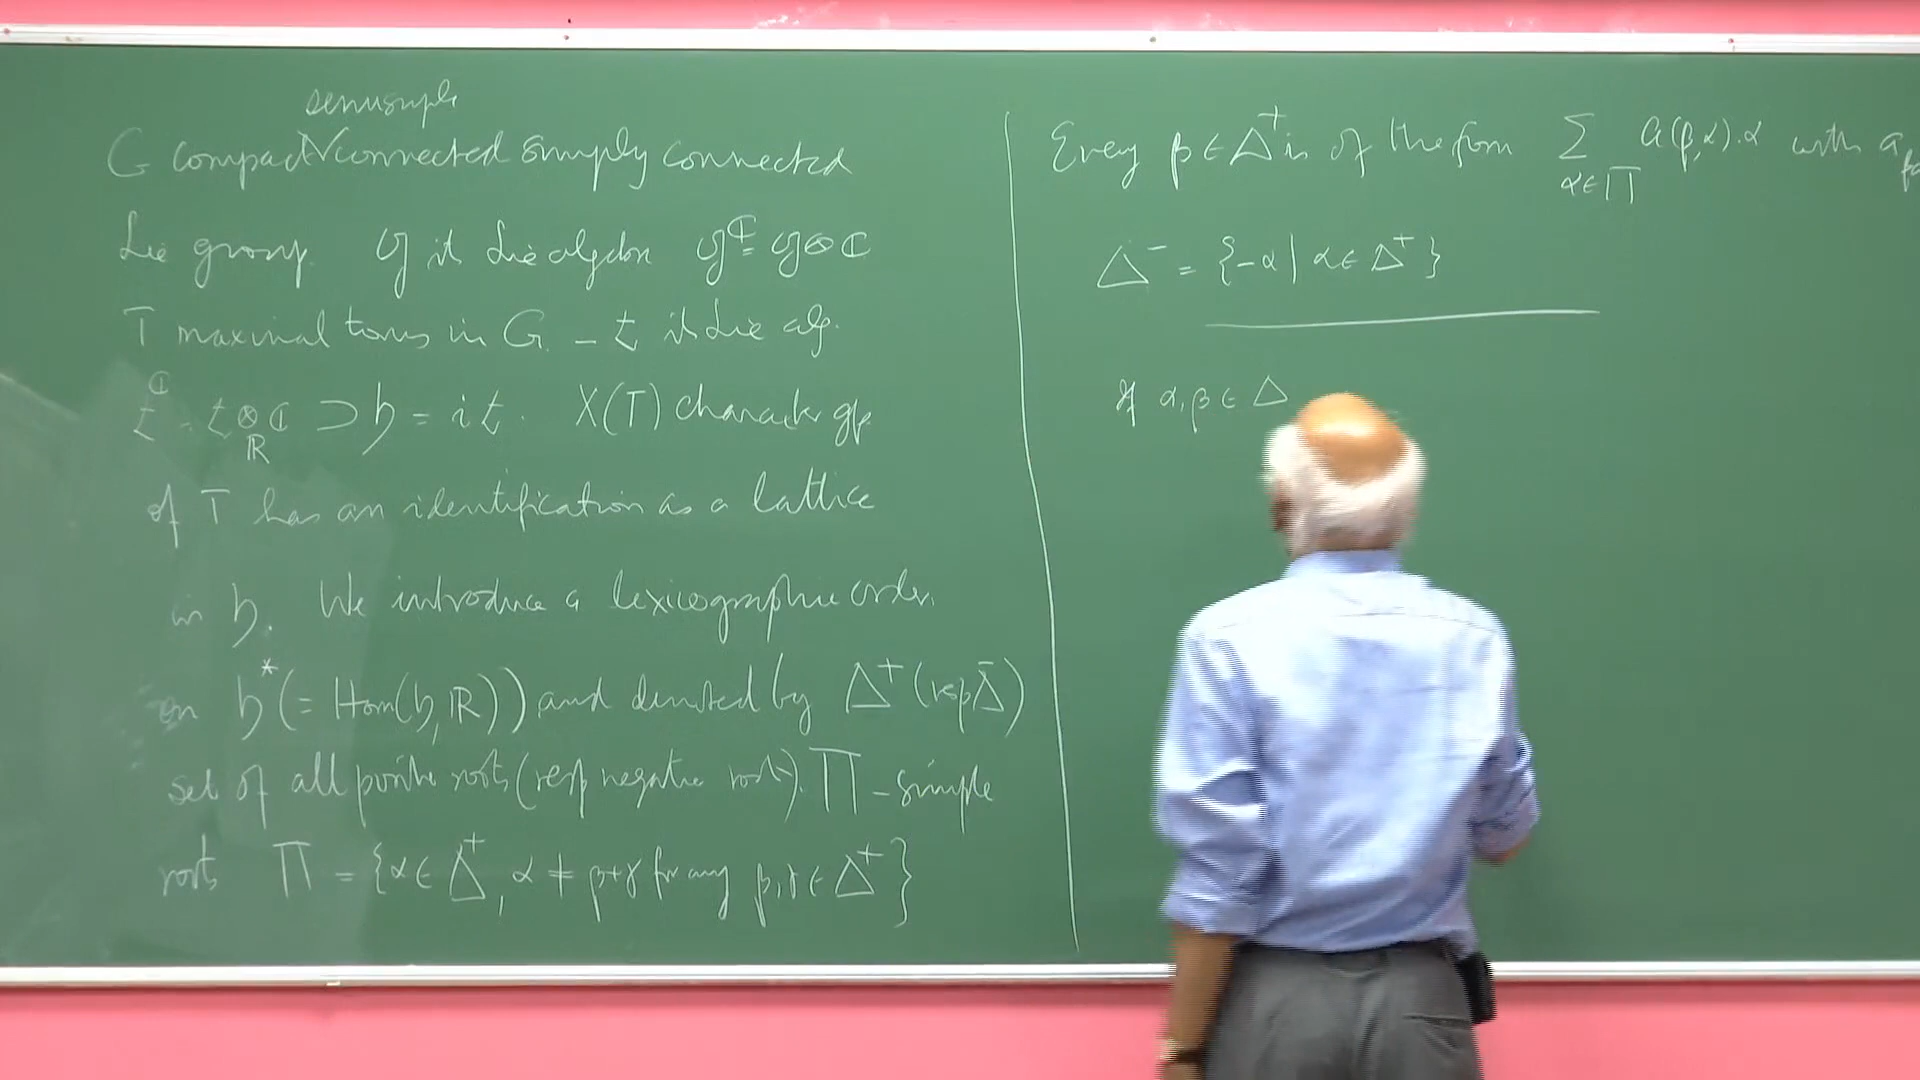 semisimple
G compact connected simply connected
Lie group. 𝔤 its Lie algebra 𝔤^ℂ = 𝔤⊗ℂ
T maximal torus in G – 𝔱 its Lie alg.
𝔱^ℂ = 𝔱⊗_ℝ ℂ ⊃ 𝔥 = i𝔱. X(T) character gp
of T has an identification as a lattice
in 𝔥. We introduce a lexicographic order
on 𝔥*(= Hom(𝔥,ℝ)) and denoted by Δ⁺(resp Δ⁻)
set of all positive roots (resp negative roots). Π – simple
roots Π = {α ∈ Δ⁺, α ≠ β+γ for any β,γ ∈ Δ⁺}
Every β ∈ Δ⁺ is of the form Σ_{α∈Π} a(β,α).α with a
Δ⁻ = {-α | α ∈ Δ⁺}
If α,β ∈ Δ